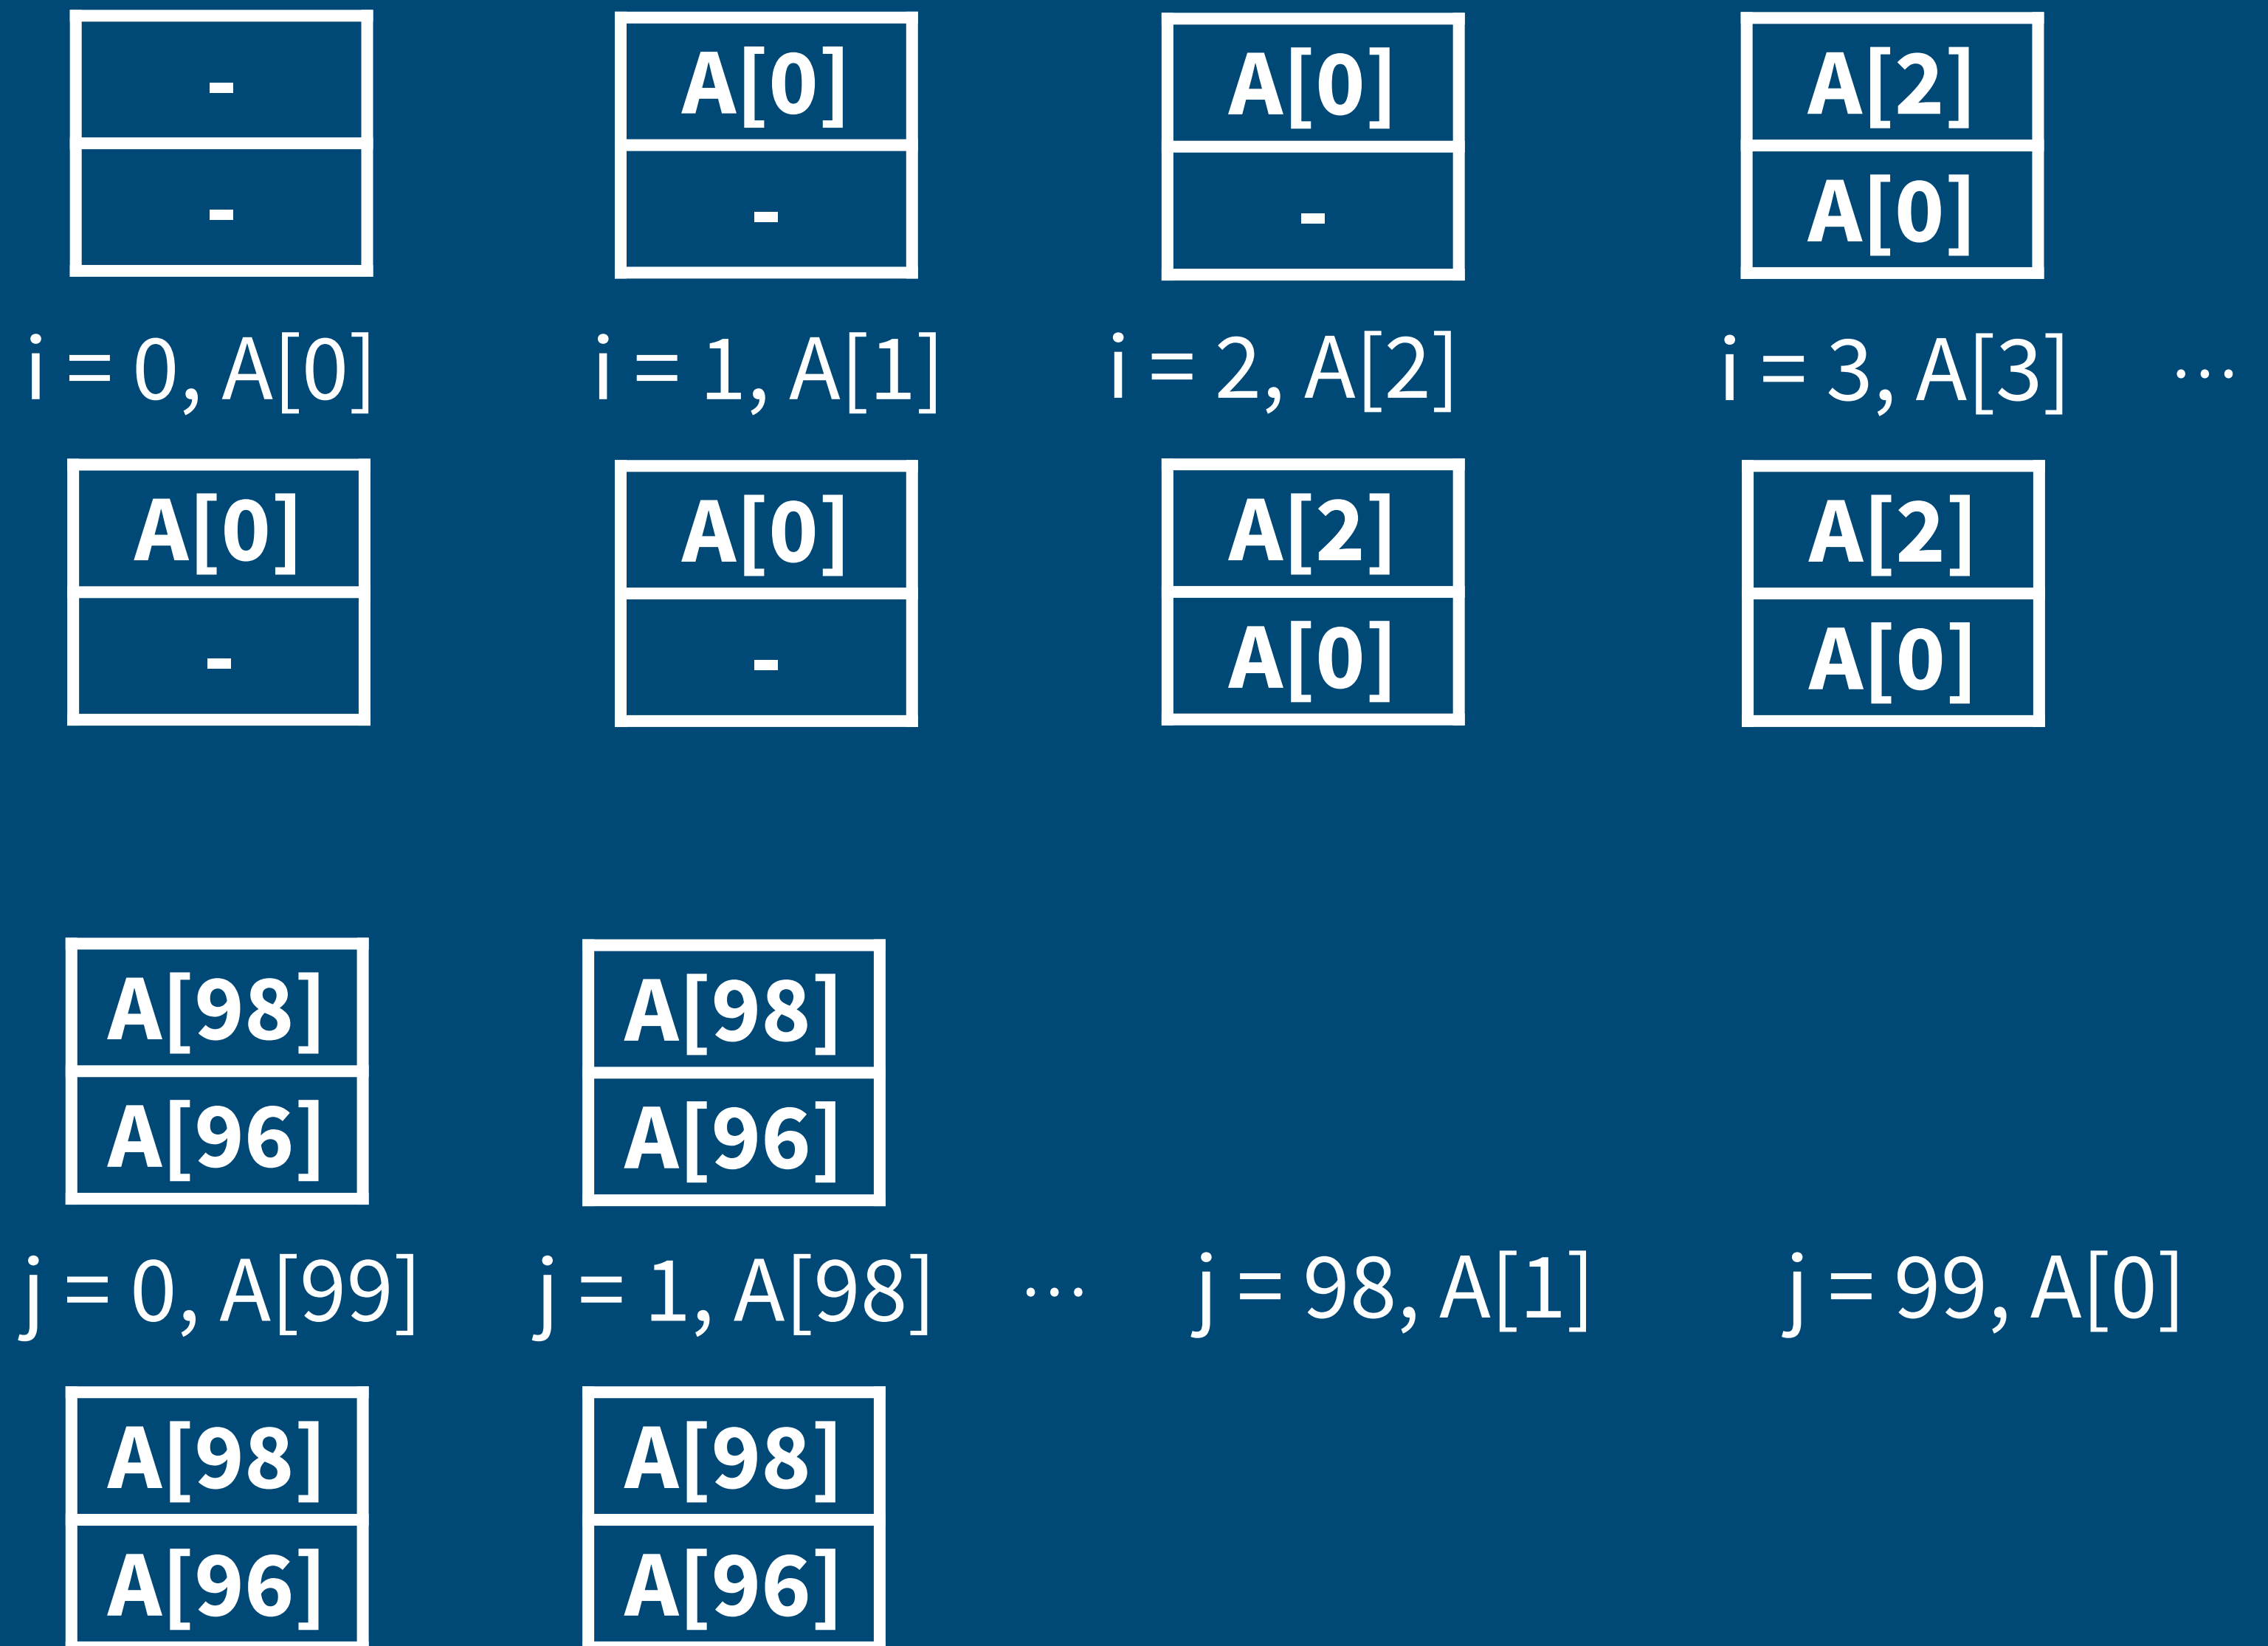 - A[0] A[0] A[2]
- - - A[0]
i = 0, A[0] i = 1, A[1] i = 2, A[2] i = 3, A[3] ...
A[0] A[0] A[2] A[2]
- - A[0] A[0]
A[98] A[98]
A[96] A[96]
j = 0, A[99] j = 1, A[98] ... j = 98, A[1] j = 99, A[0]
A[98] A[98]
A[96] A[96]